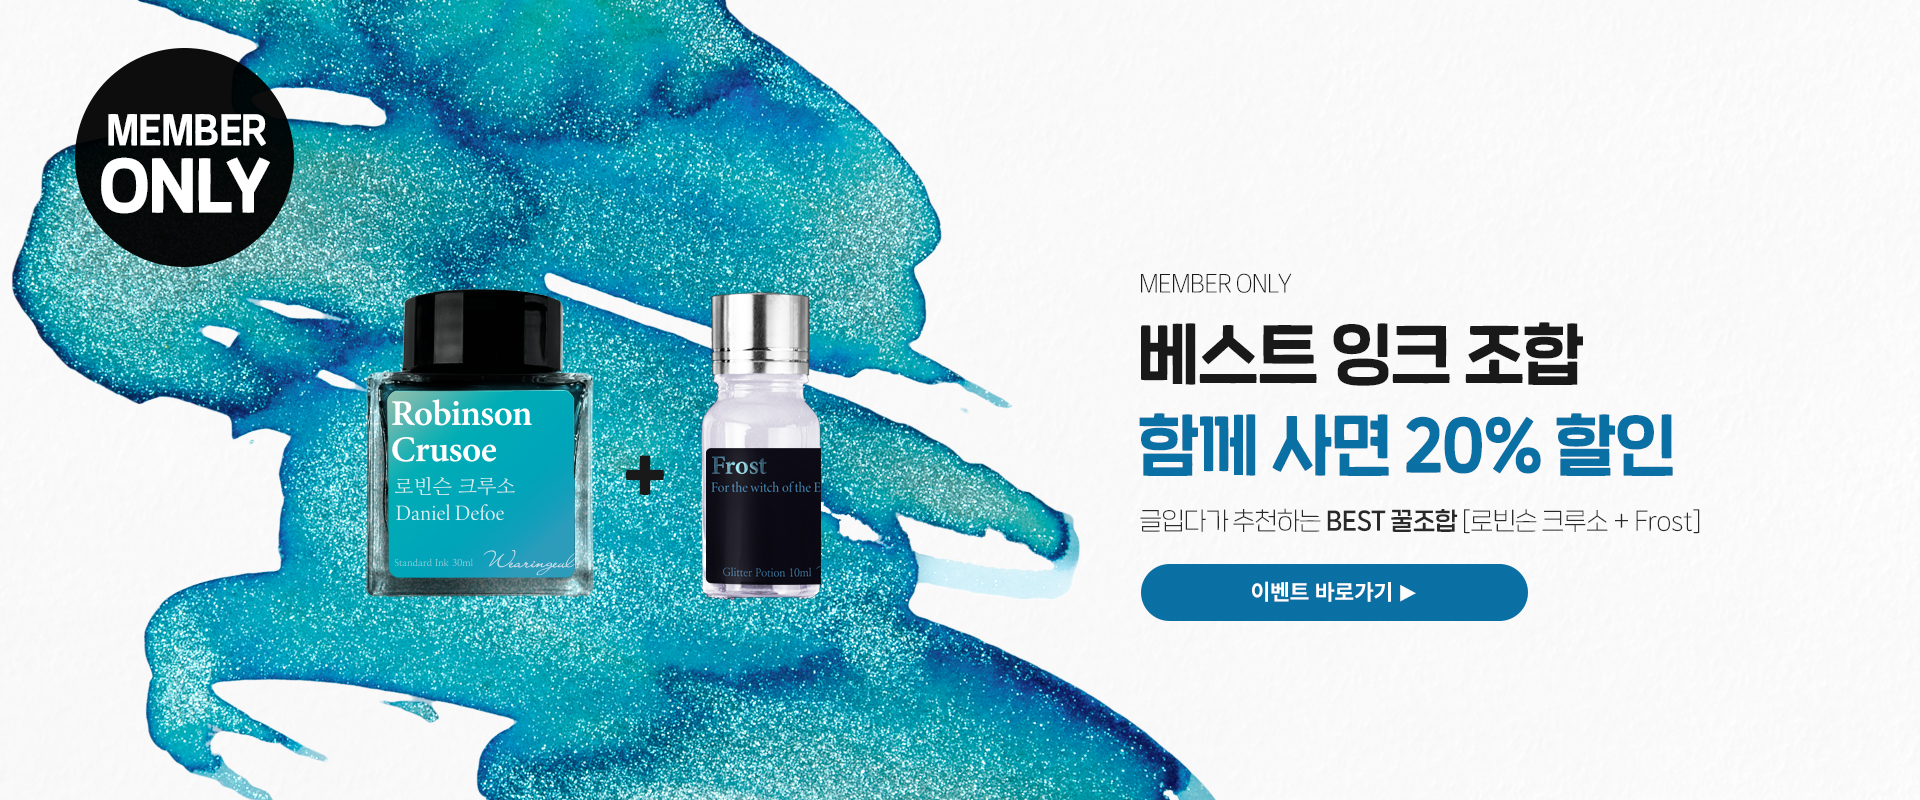 MEMBER
ONLY
Robinson
Crusoe
로빈슨 크루소
Daniel Defoe
Standard Ink 30ml
Wearingeul
Frost
For the witch of the E
Glitter Potion 10ml
MEMBER ONLY
베스트 잉크 조합
함께 사면 20% 할인
글입다가 추천하는 BEST 꿀조합 [로빈슨 크루소 + Frost]
이벤트 바로가기 ▶